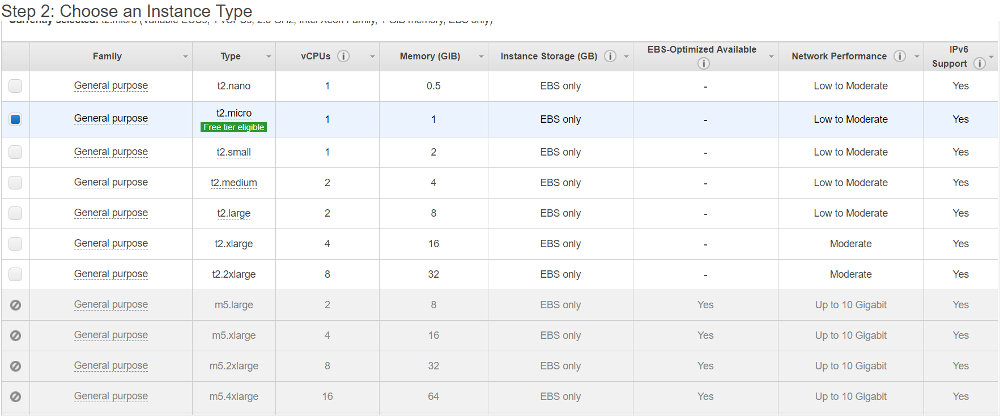 Step 2: Choose an Instance Type
Currently selected: t2.micro (Variable ECUs, 1 vCPUs, 2.5 GHz, Intel Xeon Family, 1 GiB memory, EBS only)
Family Type vCPUs Memory (GiB) Instance Storage (GB) EBS-Optimized Available Network Performance IPv6 Support
General purpose t2.nano 1 0.5 EBS only - Low to Moderate Yes
General purpose t2.micro 1 1 EBS only - Low to Moderate Yes
Free tier eligible
General purpose t2.small 1 2 EBS only - Low to Moderate Yes
General purpose t2.medium 2 4 EBS only - Low to Moderate Yes
General purpose t2.large 2 8 EBS only - Low to Moderate Yes
General purpose t2.xlarge 4 16 EBS only - Moderate Yes
General purpose t2.2xlarge 8 32 EBS only - Moderate Yes
General purpose m5.large 2 8 EBS only Yes Up to 10 Gigabit Yes
General purpose m5.xlarge 4 16 EBS only Yes Up to 10 Gigabit Yes
General purpose m5.2xlarge 8 32 EBS only Yes Up to 10 Gigabit Yes
General purpose m5.4xlarge 16 64 EBS only Yes Up to 10 Gigabit Yes